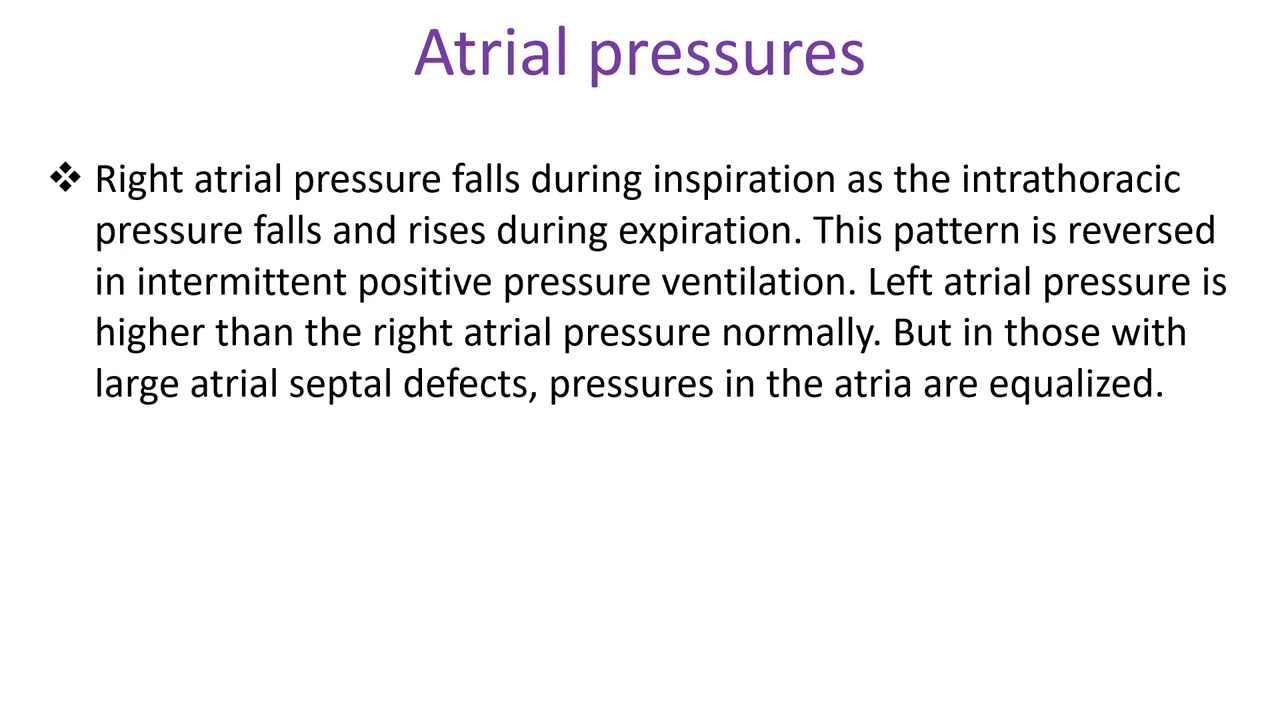 Atrial pressures
❖ Right atrial pressure falls during inspiration as the intrathoracic
pressure falls and rises during expiration. This pattern is reversed
in intermittent positive pressure ventilation. Left atrial pressure is
higher than the right atrial pressure normally. But in those with
large atrial septal defects, pressures in the atria are equalized.